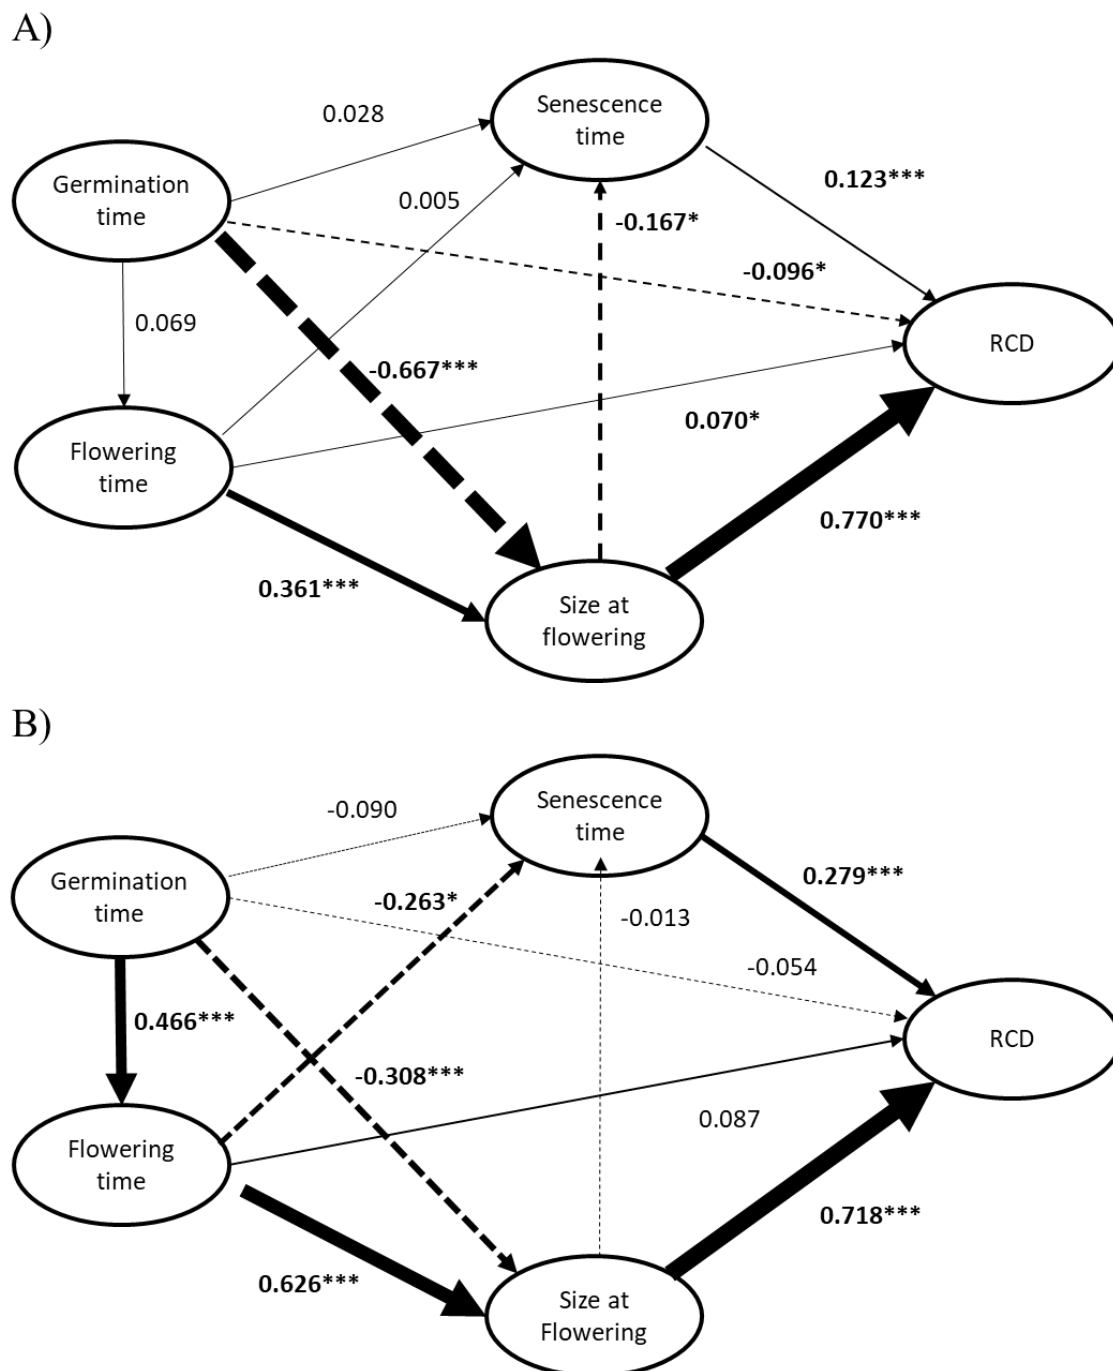 A)
Senescence
time
0.028
Germination
time
0.005
0.123***
-0.167*
-0.096*
0.069
RCD
-0.667***
0.070*
Flowering
time
0.770***
0.361***
Size at
flowering
B)
Senescence
time
-0.090
Germination
time
-0.263*
0.279***
-0.013
-0.054
0.466***
RCD
-0.308***
0.087
Flowering
time
0.718***
0.626***
Size at
Flowering